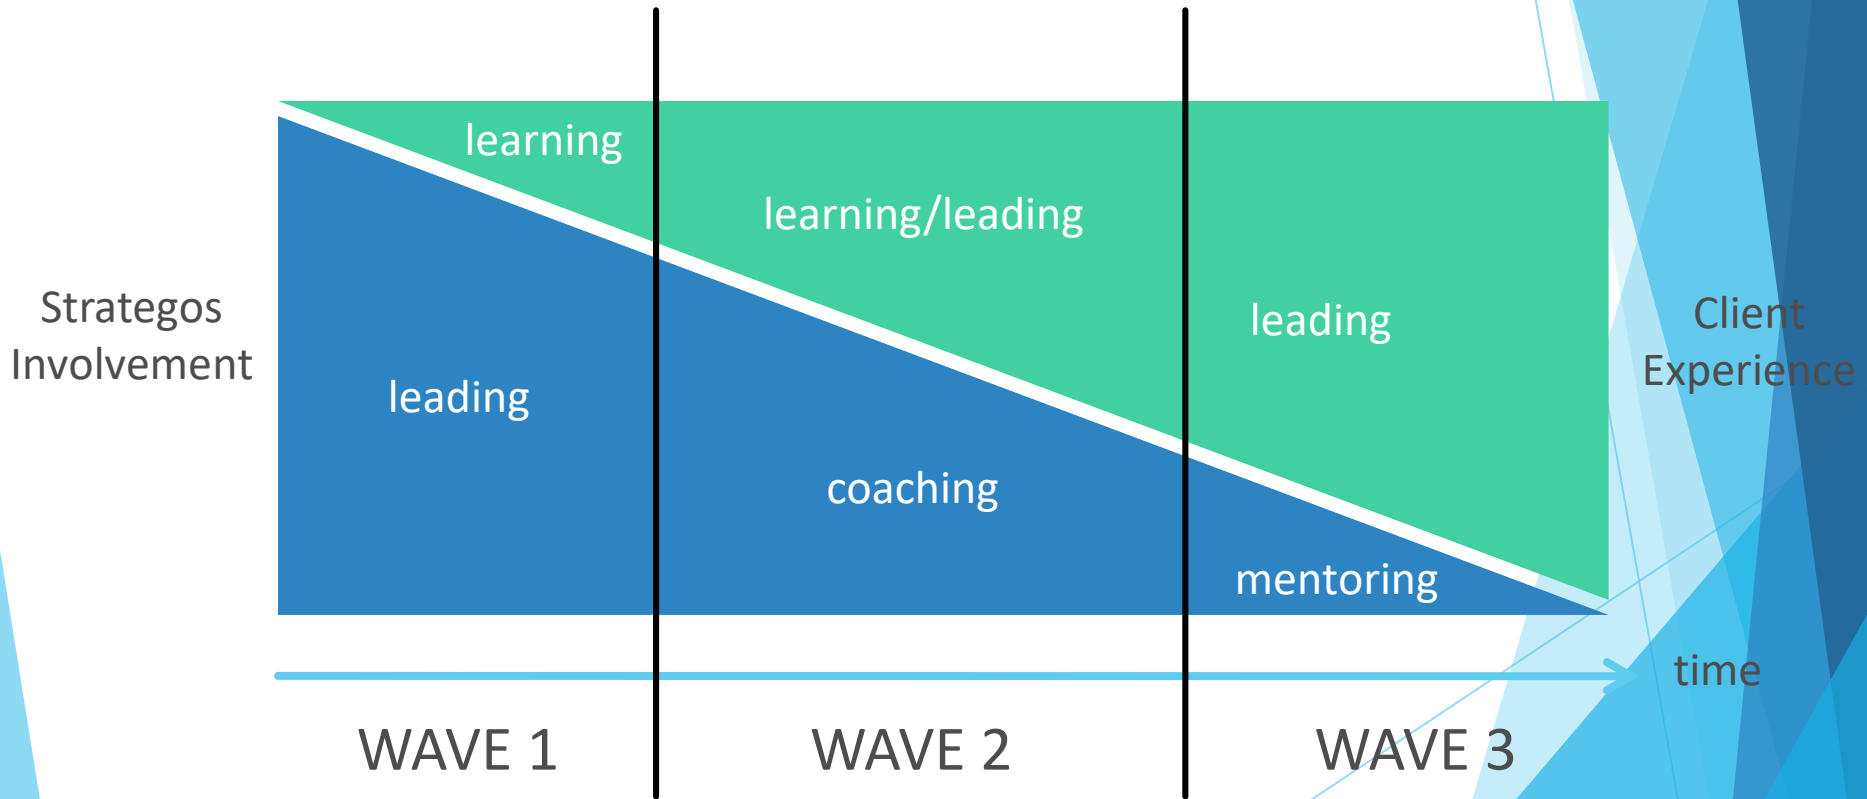 learning
learning/leading
Strategos
Involvement
leading
leading
Client
Experience
coaching
mentoring
time
WAVE 1
WAVE 2
WAVE 3